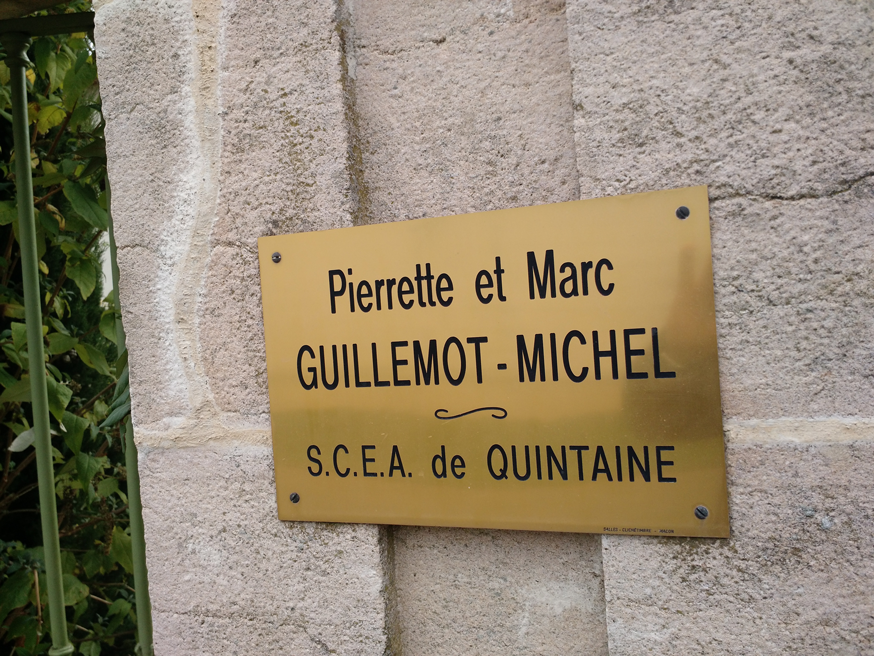 Pierrette et Marc
GUILLEMOT-MICHEL
S.C.E.A. de QUINTAINE